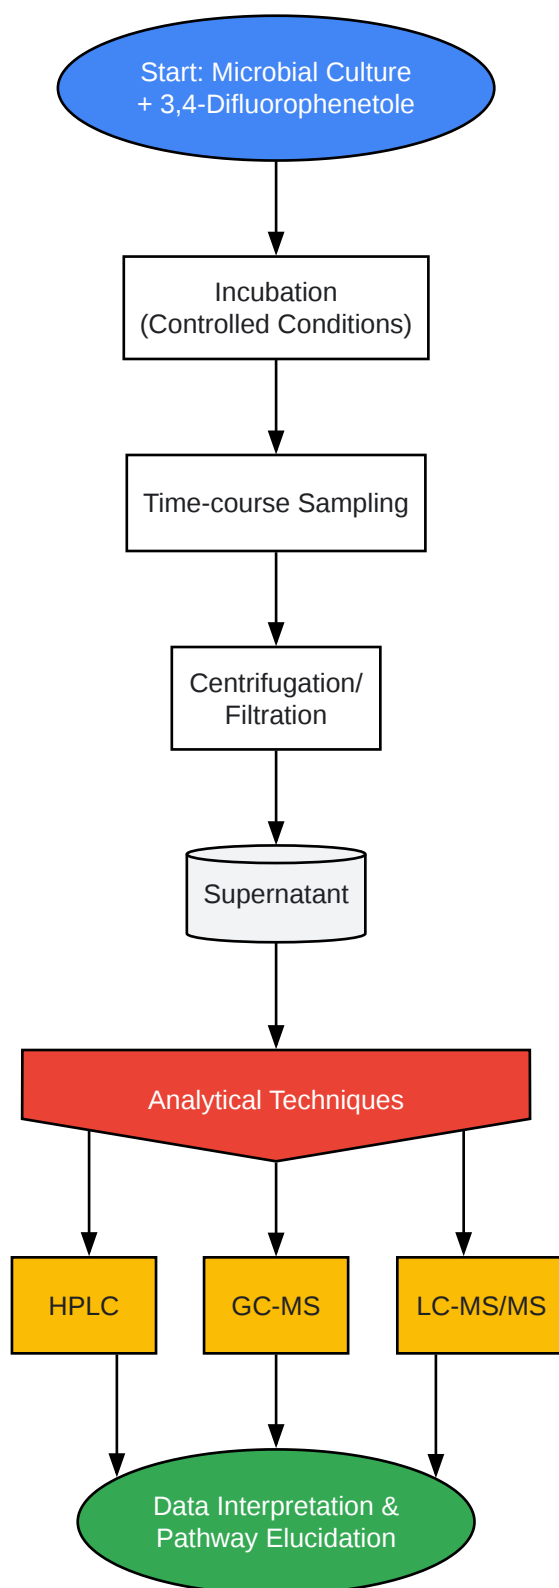 Start: Microbial Culture
+ 3,4-Difluorophenetole
Incubation
(Controlled Conditions)
Time-course Sampling
Centrifugation/
Filtration
Supernatant
Analytical Techniques
HPLC
GC-MS
LC-MS/MS
Data Interpretation &
Pathway Elucidation